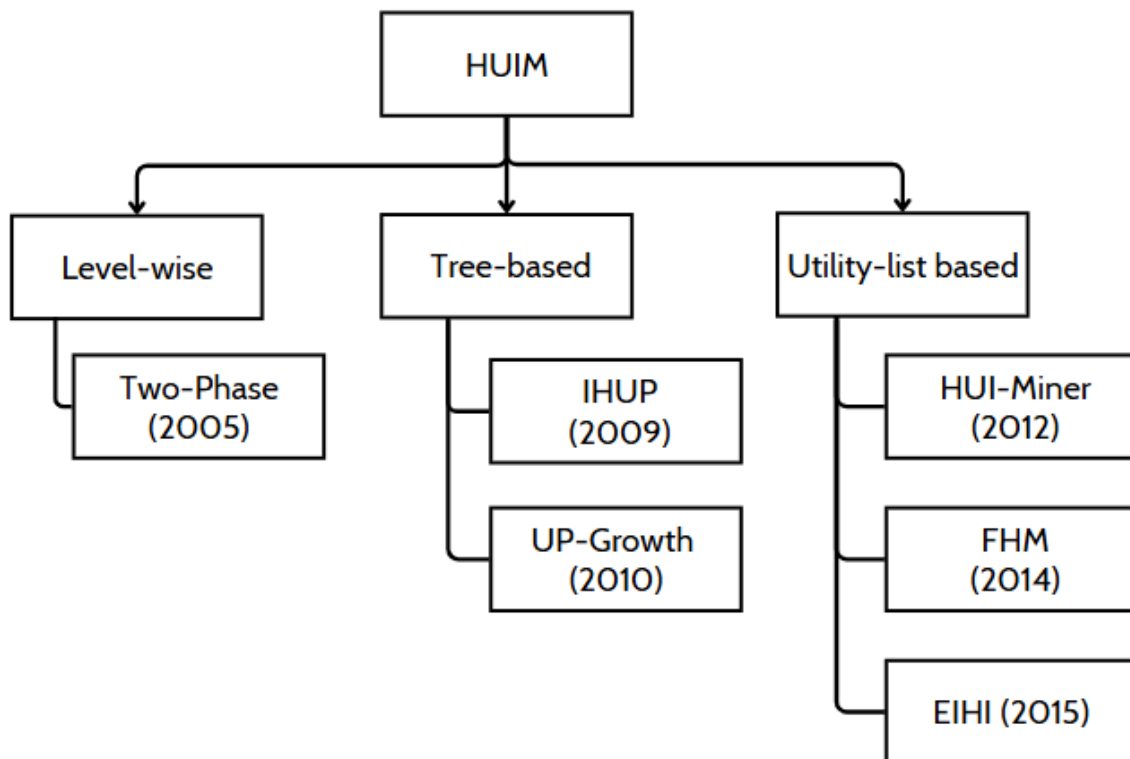 HUIM
Level-wise
Tree-based
Utility-list based
Two-Phase
(2005)
IHUP
(2009)
HUI-Miner
(2012)
UP-Growth
(2010)
FHM
(2014)
EIHI (2015)